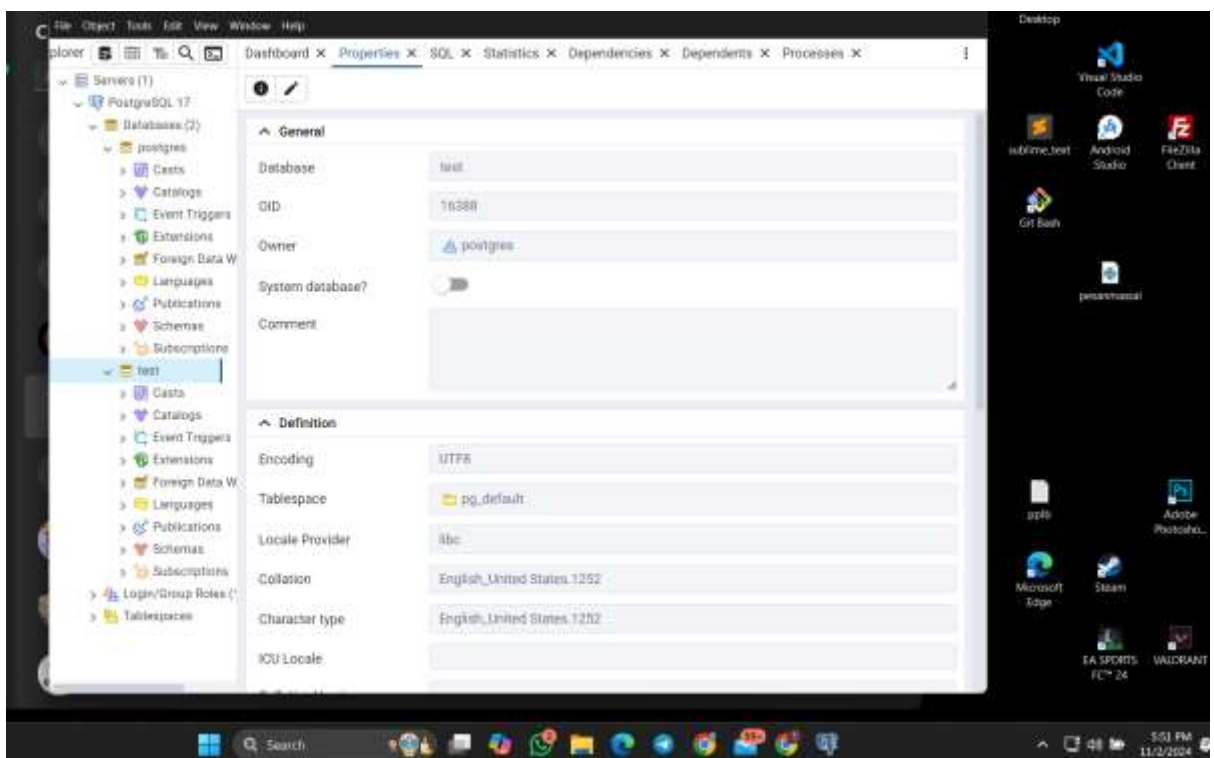 File Object Tools Edit View Window Help
plorer
Dashboard × Properties × SQL × Statistics × Dependencies × Dependents × Processes ×
Servers (1)
PostgreSQL 17
Databases (2)
postgres
Casts
Catalogs
Event Triggers
Extensions
Foreign Data W
Languages
Publications
Schemas
Subscriptions
test
Casts
Catalogs
Event Triggers
Extensions
Foreign Data W
Languages
Publications
Schemas
Subscriptions
Login/Group Roles (
Tablespaces
General
Database test
OID 16388
Owner postgres
System database?
Comment
Definition
Encoding UTF8
Tablespace pg_default
Locale Provider libc
Collation English_United States.1252
Character type English_United States.1252
ICU Locale
Desktop
Visual Studio
Code
sublime_text
Android
Studio
FileZilla
Client
Git Bash
pesanmassal
Adobe
Photosho...
Microsoft
Edge
Steam
EA SPORTS
FC™ 24
VALORANT
Search
5:51 PM
11/2/2024